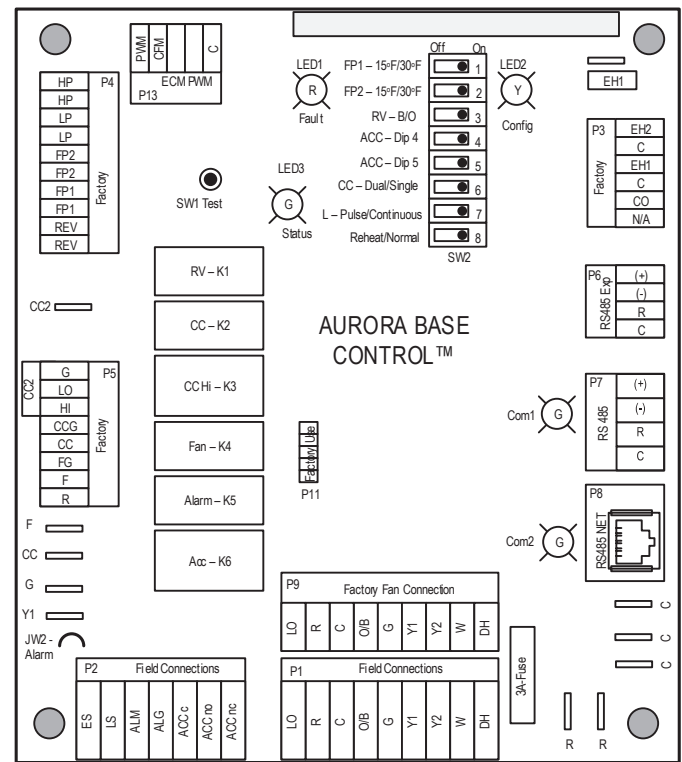 PWM
CFM
C
P13
ECM PWM
LED1
R
Fault
Off On
FP1 – 15ºF/30ºF 1
FP2 – 15ºF/30ºF 2
RV – B/O 3
ACC – Dip 4 4
ACC – Dip 5 5
CC – Dual/Single 6
L – Pulse/Continuous 7
Reheat/Normal 8
SW2
LED2
Y
Config
EH1
P4
Factory
HP
HP
LP
LP
FP2
FP2
FP1
FP1
REV
REV
SW1 Test
LED3
G
Status
P3
Factory
EH2
C
EH1
C
CO
N/A
RV – K1
CC – K2
CC Hi – K3
Fan – K4
Alarm – K5
Acc – K6
AURORA BASE
CONTROL™
P6
RS485 Exp
(+)
(-)
R
C
CC2
CC2
P5
Factory
G
LO
HI
CCG
CC
FG
F
R
Factory Use
P11
Com1
G
P7
RS 485
(+)
(-)
R
C
Com2
G
P8
RS485 NET
F
CC
G
Y1
JW2 -
Alarm
P9 Factory Fan Connection
LO R C O/B G Y1 Y2 W DH
C
C
C
3A-Fuse
P2 Field Connections
ES LS ALM ALG ACC c ACC no ACC nc
P1 Field Connections
LO R C O/B G Y1 Y2 W DH
R R